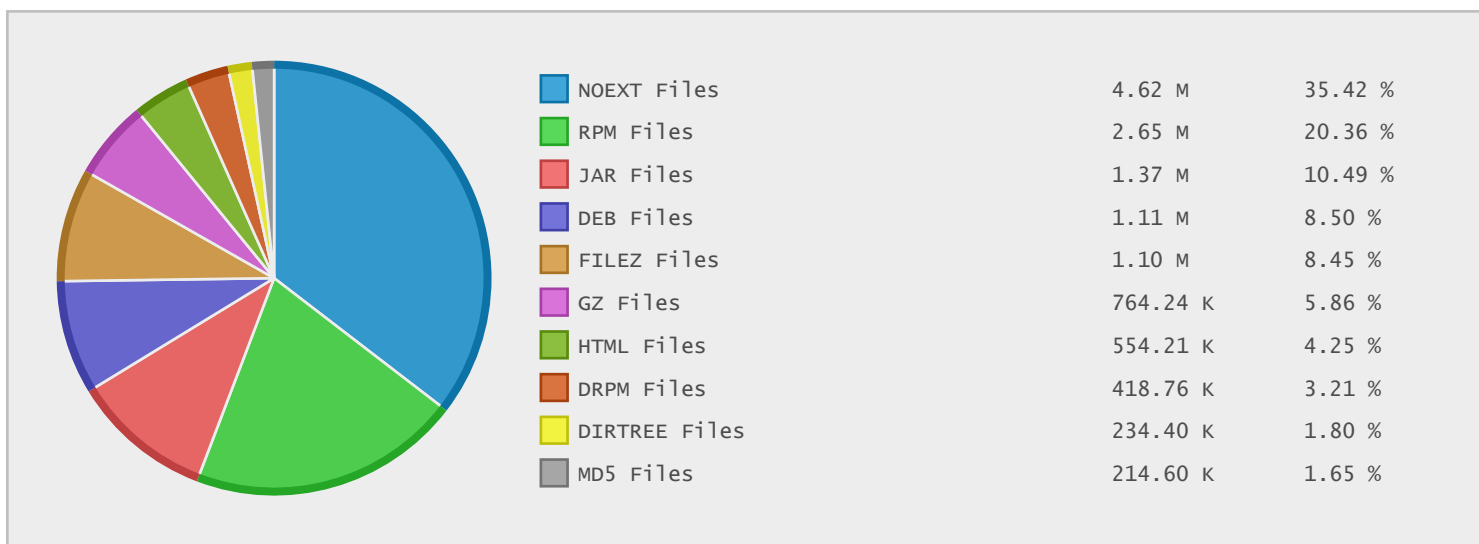 NOEXT Files 4.62 M 35.42 %
RPM Files 2.65 M 20.36 %
JAR Files 1.37 M 10.49 %
DEB Files 1.11 M 8.50 %
FILEZ Files 1.10 M 8.45 %
GZ Files 764.24 K 5.86 %
HTML Files 554.21 K 4.25 %
DRPM Files 418.76 K 3.21 %
DIRTREE Files 234.40 K 1.80 %
MD5 Files 214.60 K 1.65 %